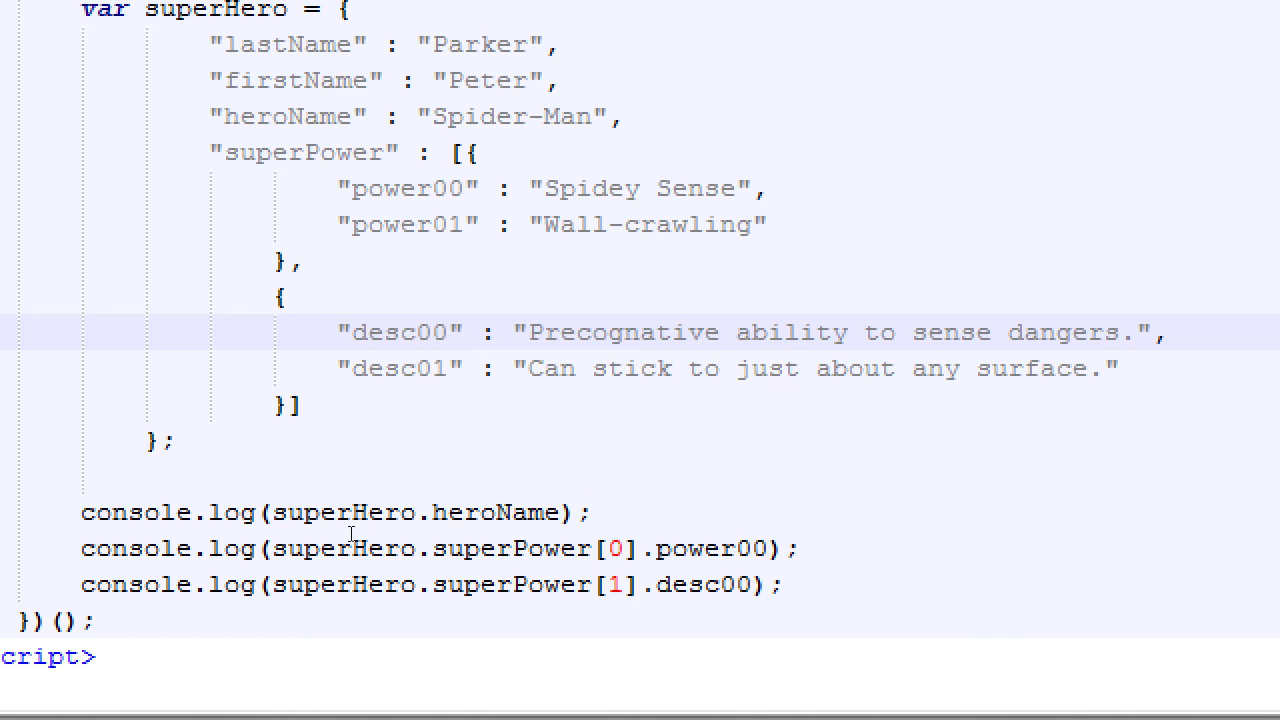 var superHero = {
"lastName" : "Parker",
"firstName" : "Peter",
"heroName" : "Spider-Man",
"superPower" : [{
"power00" : "Spidey Sense",
"power01" : "Wall-crawling"
},
{
"desc00" : "Precognative ability to sense dangers.",
"desc01" : "Can stick to just about any surface."
}]
};
console.log(superHero.heroName);
console.log(superHero.superPower[0].power00);
console.log(superHero.superPower[1].desc00);
})();
cript>